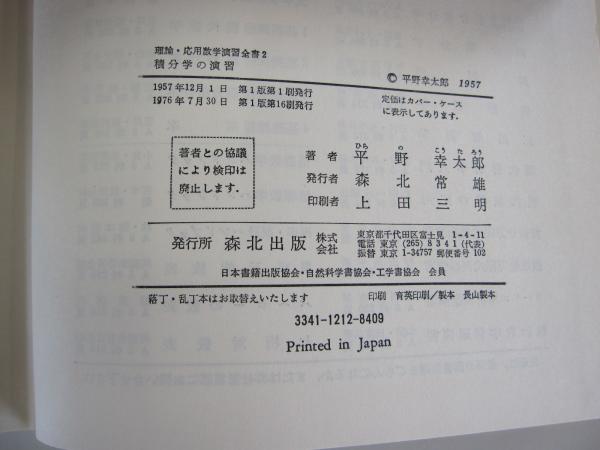 理論・応用数学演習全書2
積分学の演習
© 平野幸太郎 1957
1957年12月1日 第1版第1刷発行
1976年7月30日 第1版第16刷発行
定価はカバー・ケース
に表示してあります.
著者との協議
により検印は
廃止します.
ひら の こう た ろう
著者 平野幸太郎
発行者 森北常雄
印刷者 上田三明
発行所 森北出版 株式会社
東京都千代田区富士見 1-4-11
電話 東京 (265) 8341 (代表)
振替 東京 1-34757 郵便番号 102
日本書籍出版協会・自然科学書協会・工学書協会 会員
落丁・乱丁本はお取替えいたします
印刷 育英印刷/製本 長山製本
3341-1212-8409
Printed in Japan